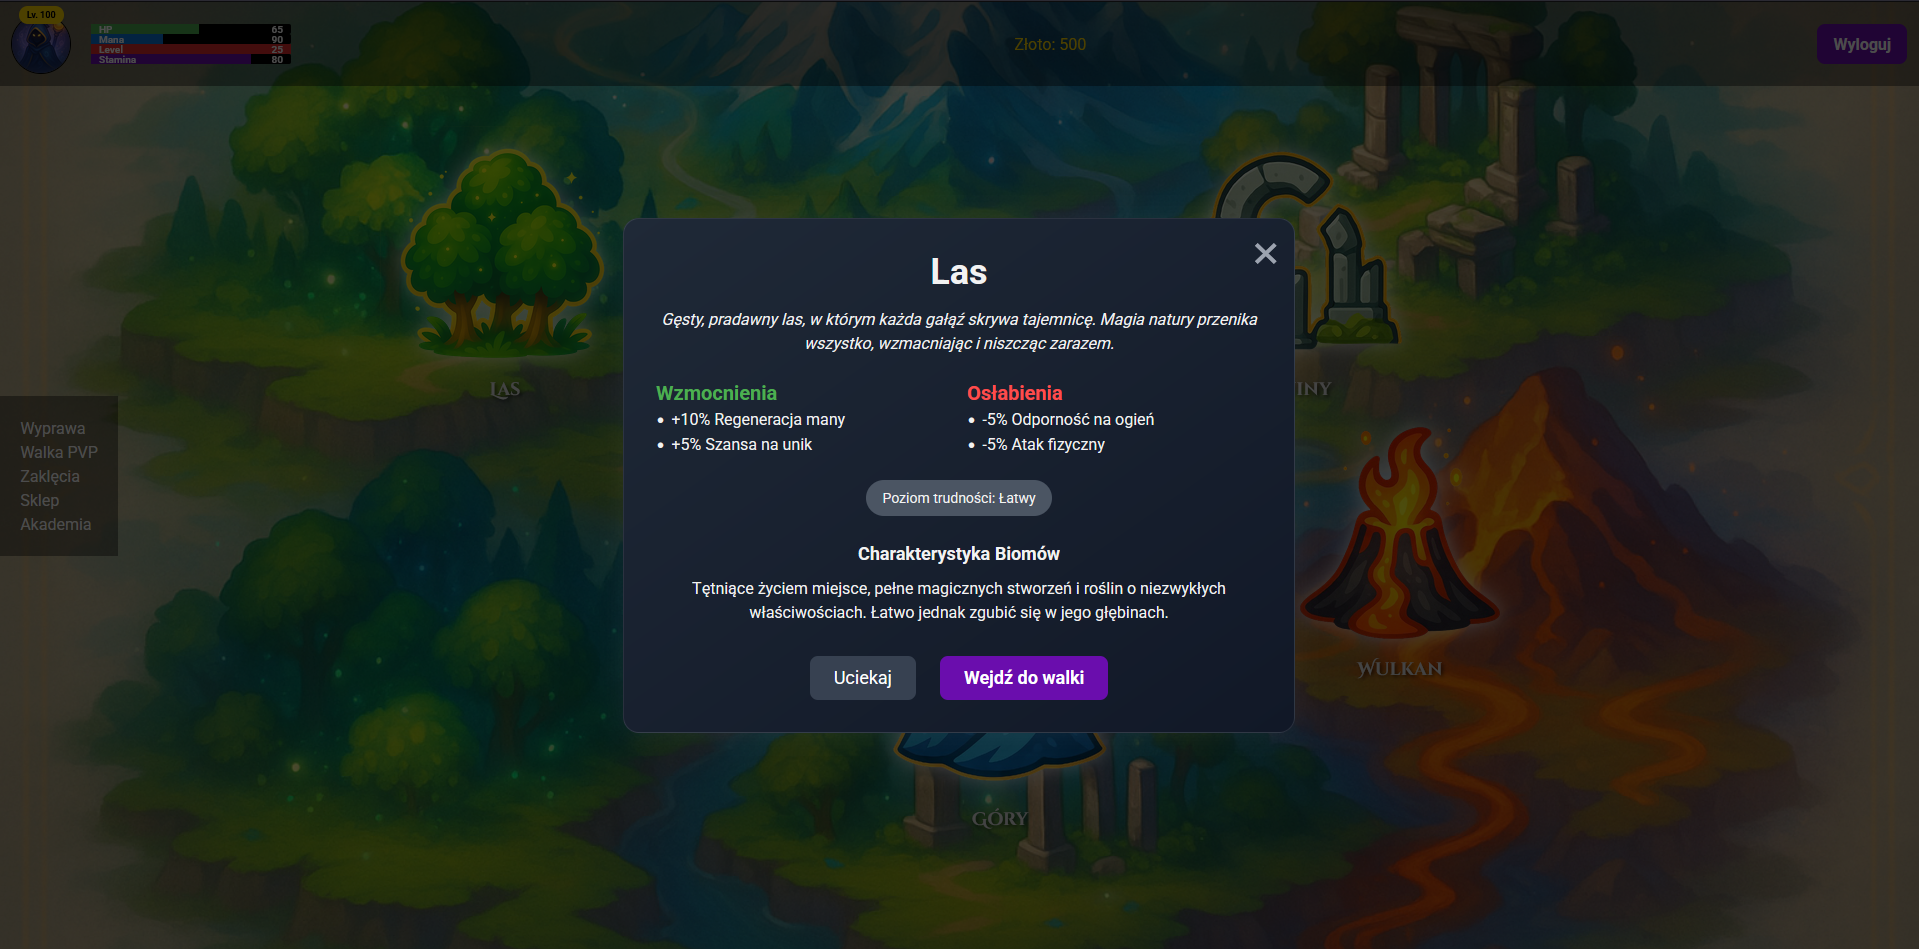 Lv. 100
HP 65
Mana 90
Level 25
Stamina 80
Złoto: 500
Wyloguj
Las
Gęsty, pradawny las, w którym każda gałąź skrywa tajemnicę. Magia natury przenika
wszystko, wzmacniając i niszcząc zarazem.
Wzmocnienia
• +10% Regeneracja many
• +5% Szansa na unik
Osłabienia
• -5% Odporność na ogień
• -5% Atak fizyczny
Poziom trudności: Łatwy
Charakterystyka Biomów
Tętniące życiem miejsce, pełne magicznych stworzeń i roślin o niezwykłych
właściwościach. Łatwo jednak zgubić się w jego głębinach.
Uciekaj
Wejdź do walki
Las
INY
Wyprawa
Walka PVP
Zaklęcia
Sklep
Akademia
Wulkan
Góry